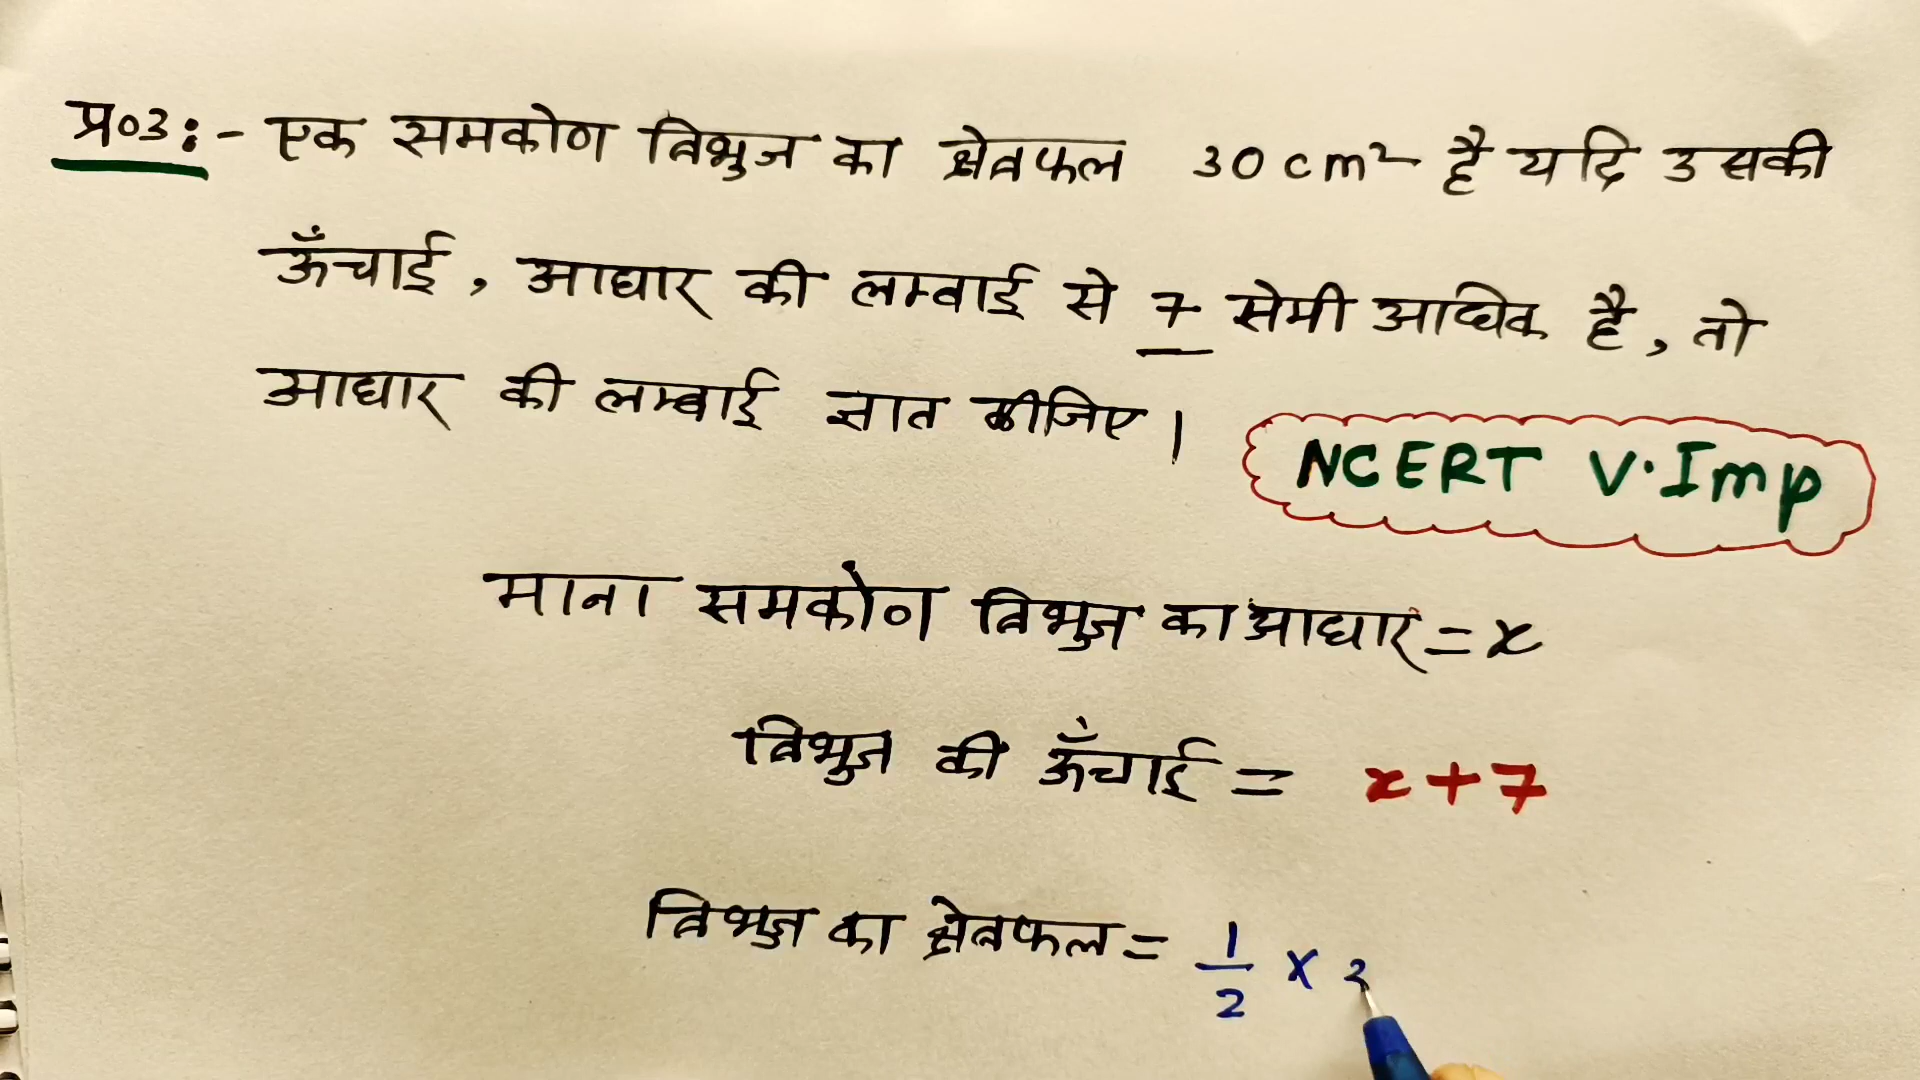 प्र०3:- एक समकोण त्रिभुज का क्षेत्रफल 30 cm² है यदि उसकी
ऊँचाई, आधार की लम्बाई से 7 सेमी अधिक है, तो
आधार की लम्बाई ज्ञात कीजिए।
NCERT V.Imp
माना समकोण त्रिभुज का आधार = x
त्रिभुज की ऊँचाई = x+7
त्रिभुज का क्षेत्रफल = 1/2 ×